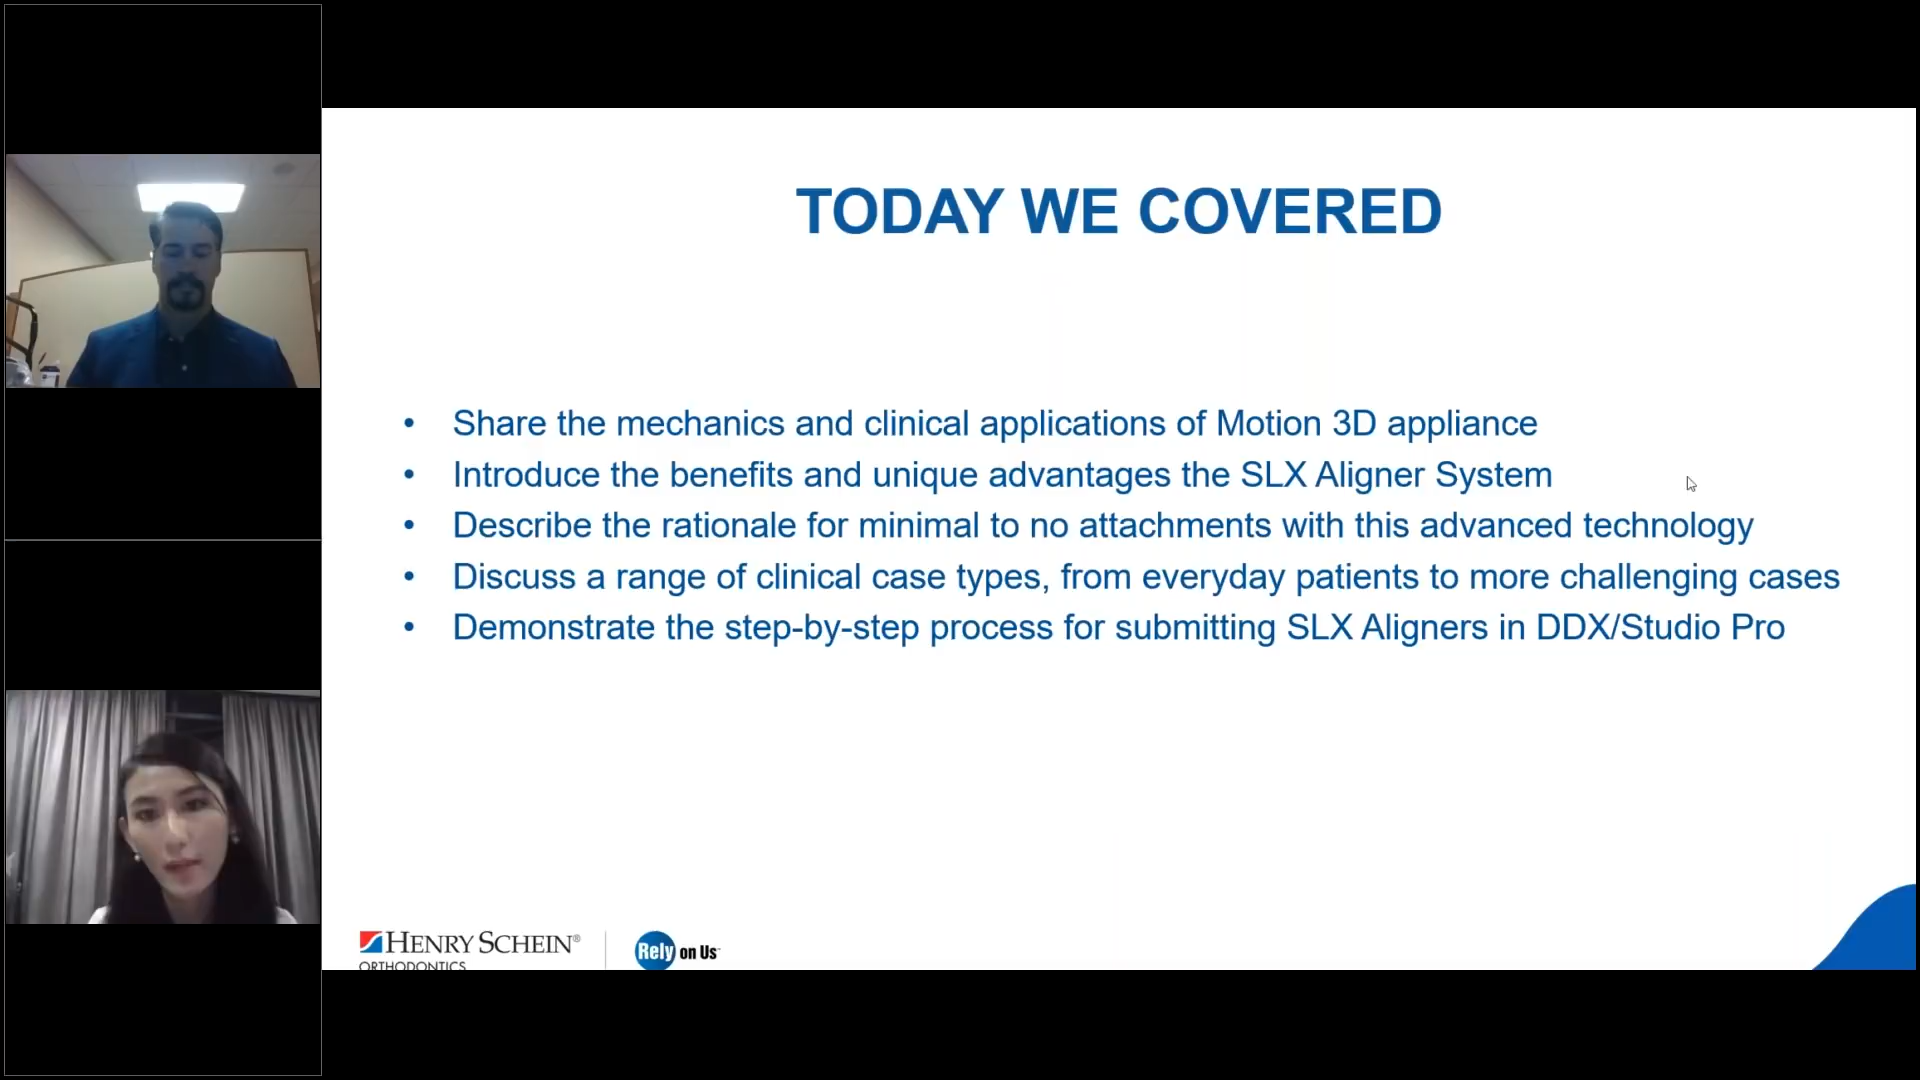 TODAY WE COVERED
• Share the mechanics and clinical applications of Motion 3D appliance
• Introduce the benefits and unique advantages the SLX Aligner System
• Describe the rationale for minimal to no attachments with this advanced technology
• Discuss a range of clinical case types, from everyday patients to more challenging cases
• Demonstrate the step-by-step process for submitting SLX Aligners in DDX/Studio Pro
HENRY SCHEIN®
ORTHODONTICS
Rely on Us™